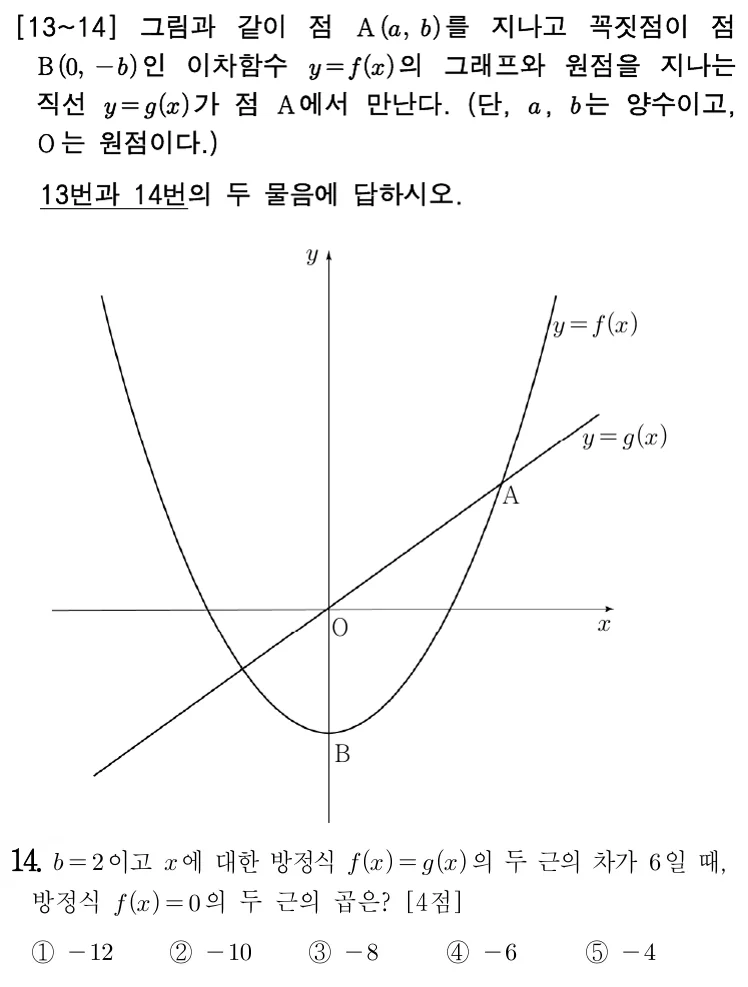 [13~14] 그림과 같이 점 A(a, b)를 지나고 꼭짓점이 점
B(0, −b)인 이차함수 y=f(x)의 그래프와 원점을 지나는
직선 y=g(x)가 점 A에서 만난다. (단, a, b는 양수이고,
O는 원점이다.)
13번과 14번의 두 물음에 답하시오.
y
y=f(x)
y=g(x)
A
O
x
B
14. b=2이고 x에 대한 방정식 f(x)=g(x)의 두 근의 차가 6일 때,
방정식 f(x)=0의 두 근의 곱은? [4점]
① −12 ② −10 ③ −8 ④ −6 ⑤ −4